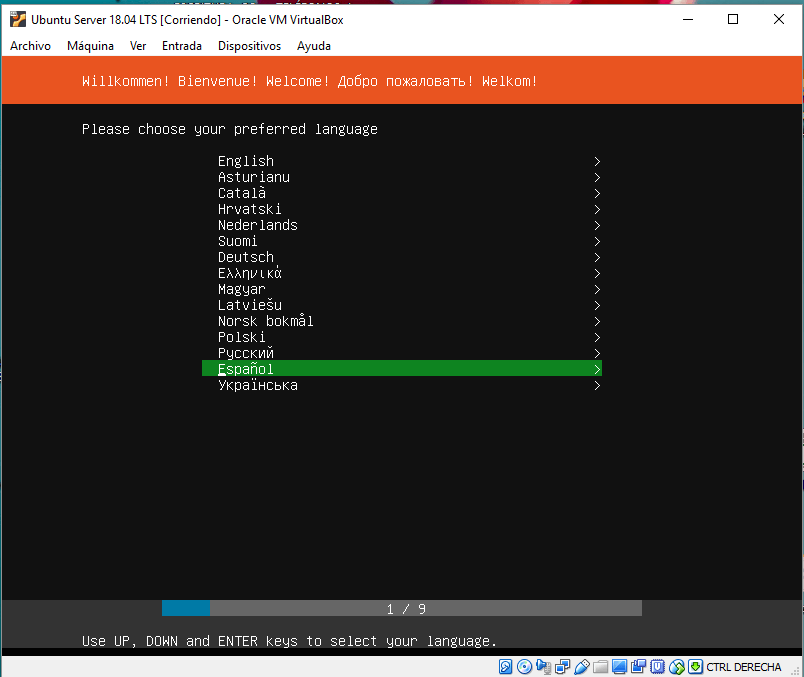 Ubuntu Server 18.04 LTS [Corriendo] - Oracle VM VirtualBox
Archivo Máquina Ver Entrada Dispositivos Ayuda
Willkommen! Bienvenue! Welcome! Добро пожаловать! Welkom!
Please choose your preferred language
English >
Asturianu >
Català >
Hrvatski >
Nederlands >
Suomi >
Deutsch >
Ελληνικά >
Magyar >
Latviešu >
Norsk bokmål >
Polski >
Русский >
Español >
Українська >
1 / 9
Use UP, DOWN and ENTER keys to select your language.
CTRL DERECHA